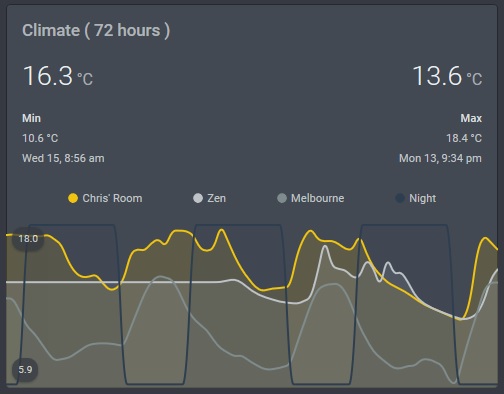 Climate ( 72 hours )
16.3 °C 13.6 °C
Min Max
10.6 °C 18.4 °C
Wed 15, 8:56 am Mon 13, 9:34 pm
Chris' Room Zen Melbourne Night
18.0
5.9